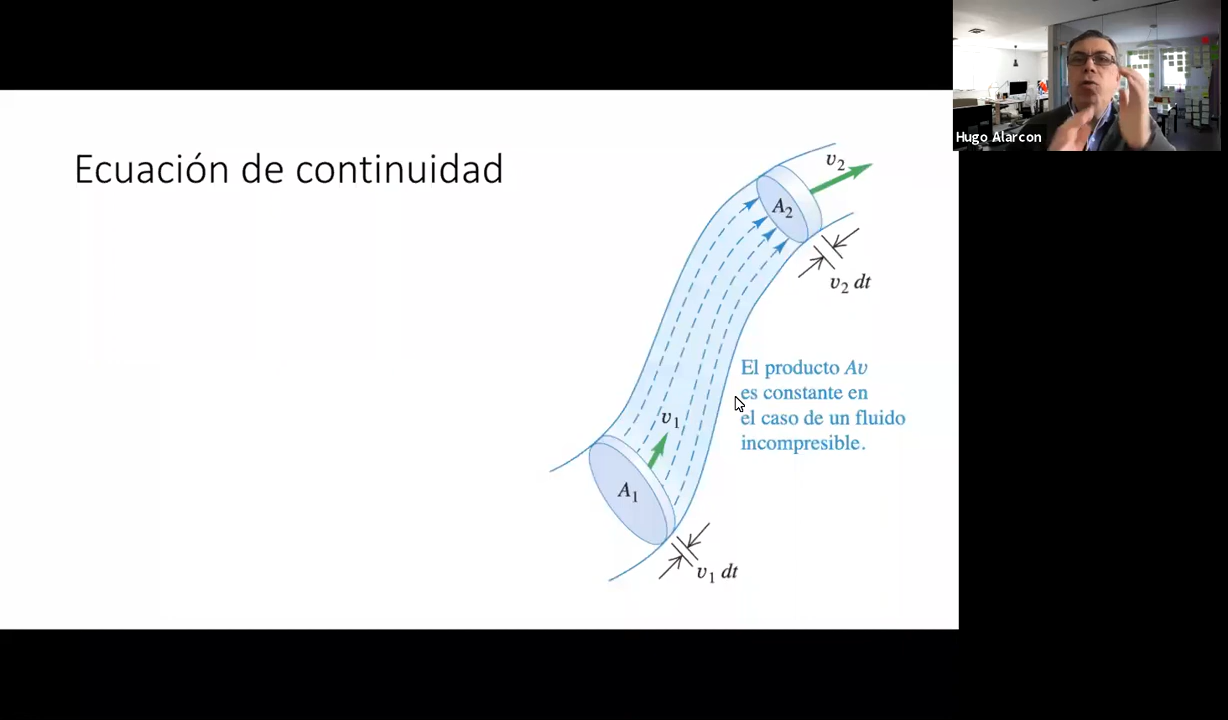 Ecuación de continuidad
Hugo Alarcon
v₂
A₂
v₂ dt
El producto Av
es constante en
el caso de un fluido
incompresible.
v₁
A₁
v₁ dt